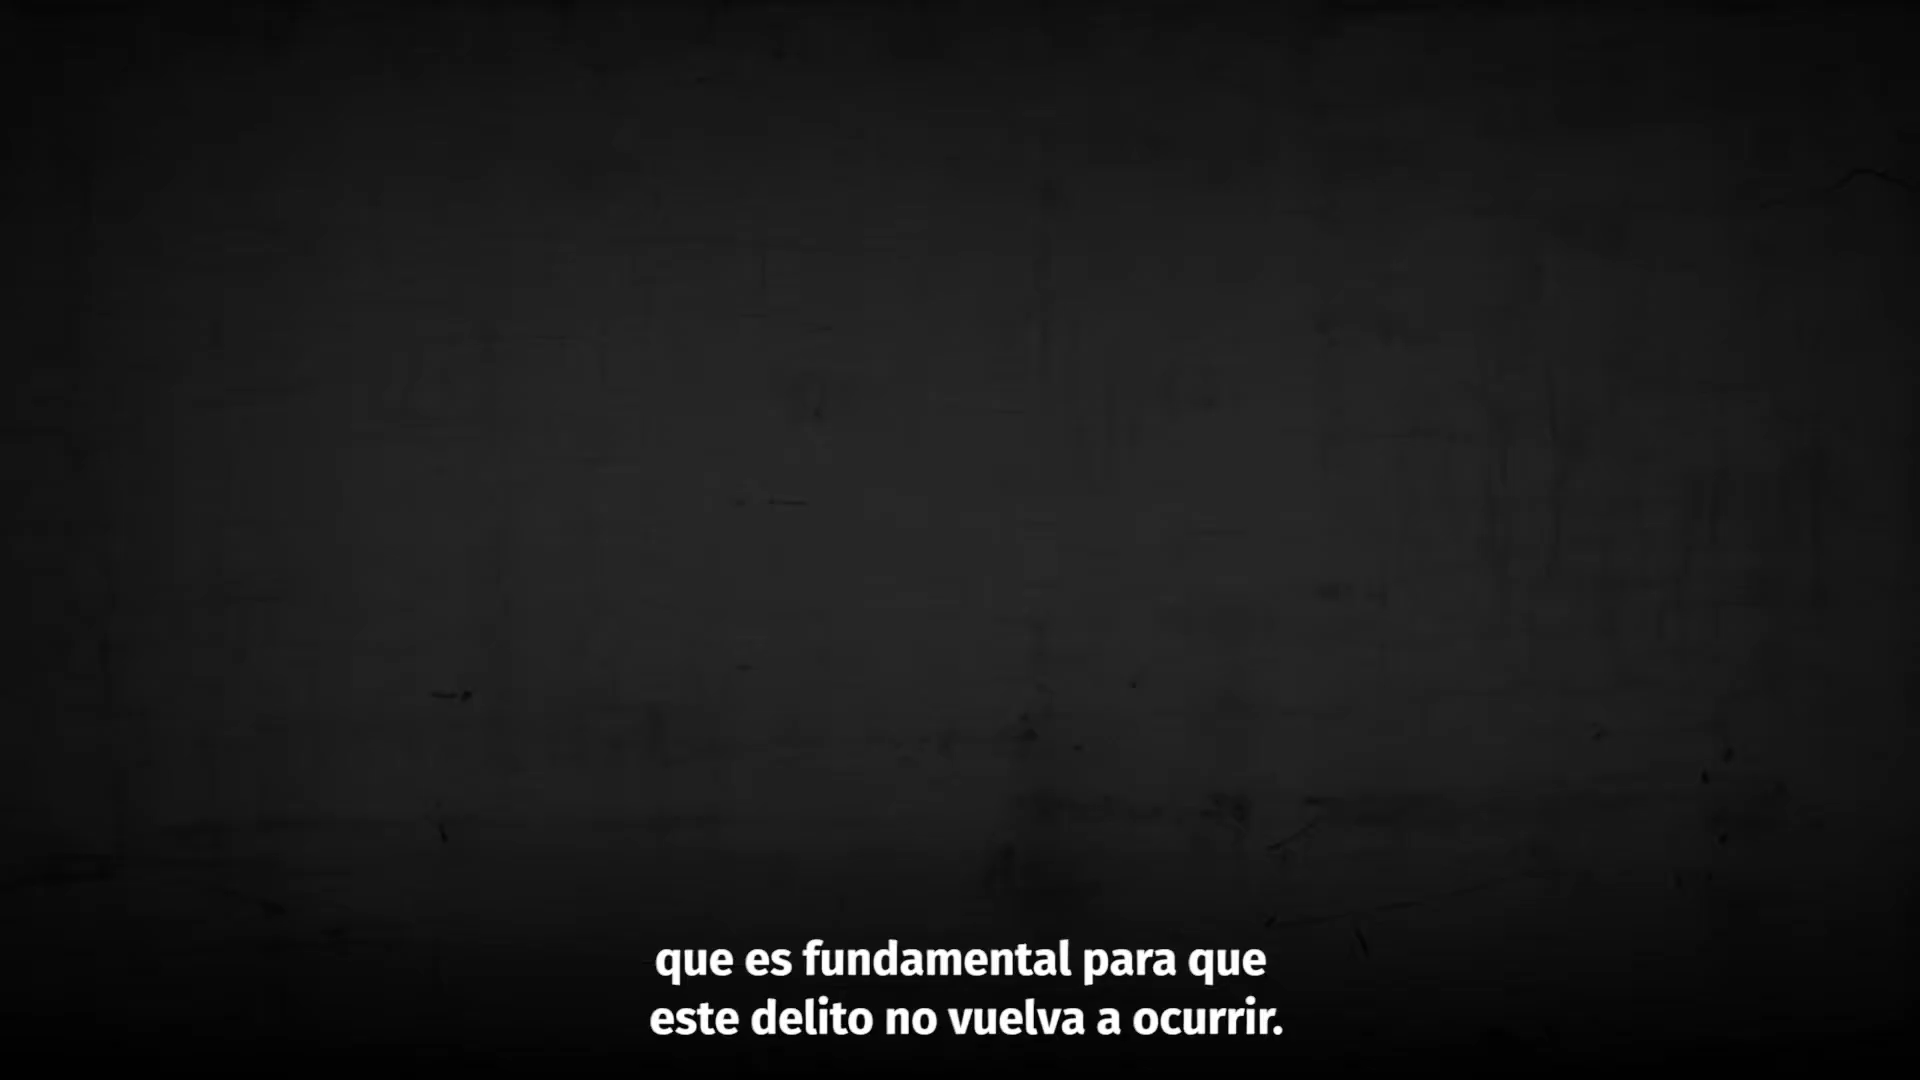 que es fundamental para que
este delito no vuelva a ocurrir.